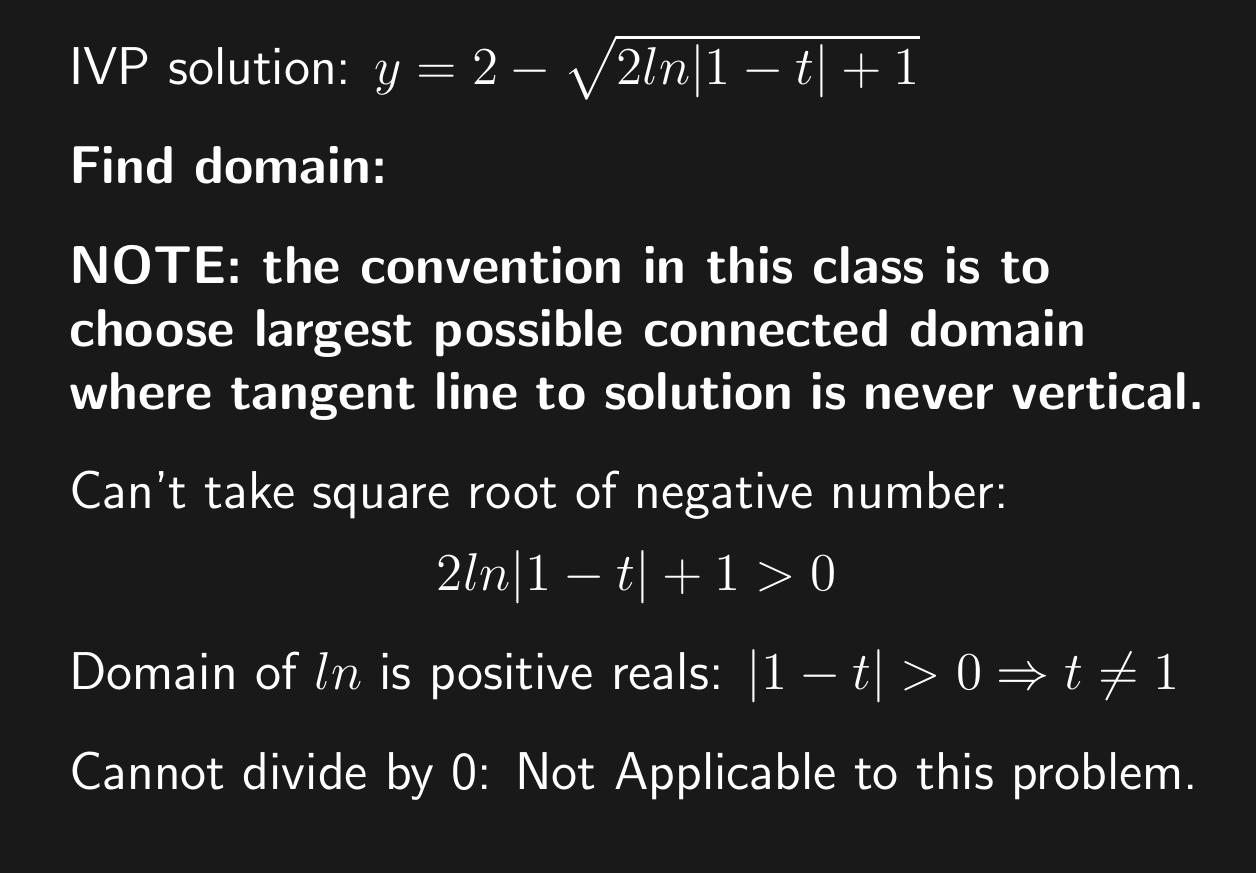 IVP solution: y = 2 − √(2ln|1 − t| + 1)
Find domain:
NOTE: the convention in this class is to
choose largest possible connected domain
where tangent line to solution is never vertical.
Can't take square root of negative number:
2ln|1 − t| + 1 > 0
Domain of ln is positive reals: |1 − t| > 0 ⇒ t ≠ 1
Cannot divide by 0: Not Applicable to this problem.